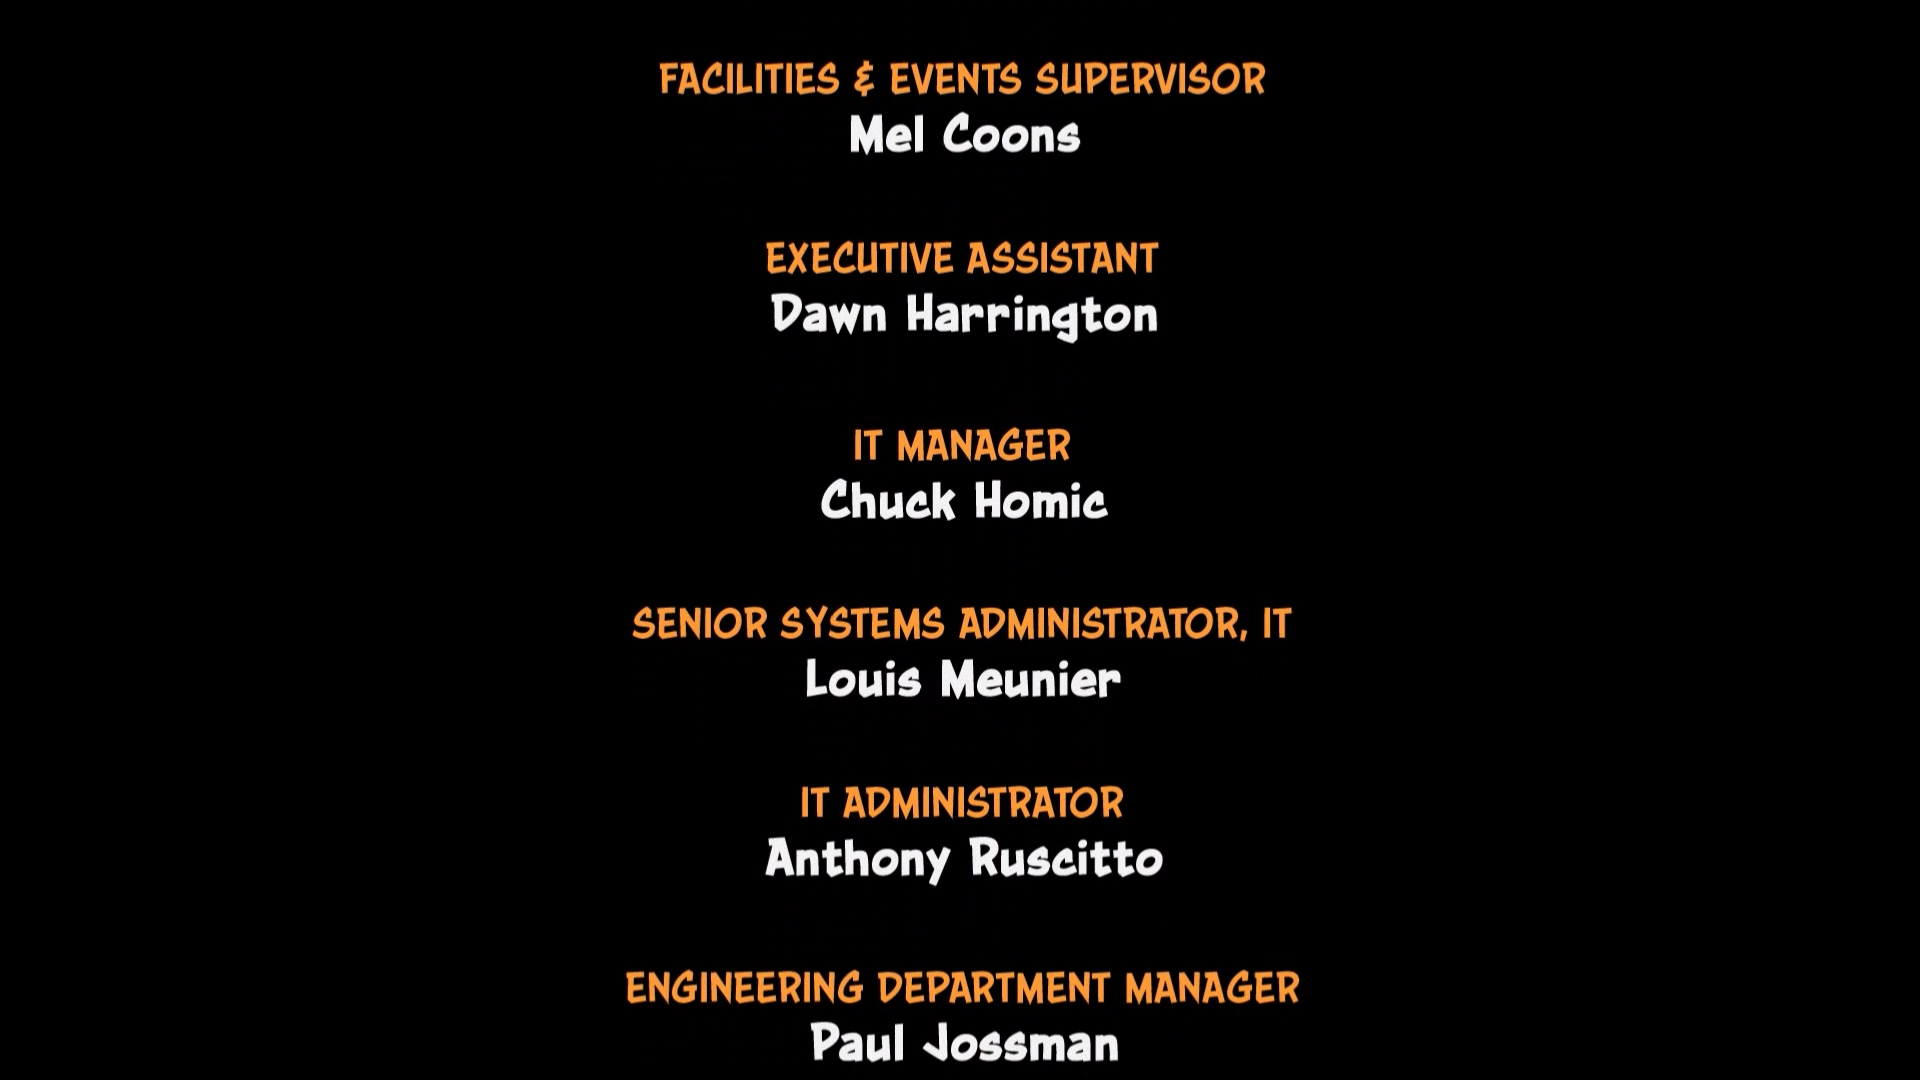 FACILITIES & EVENTS SUPERVISOR
Mel Coons
EXECUTIVE ASSISTANT
Dawn Harrington
IT MANAGER
Chuck Homic
SENIOR SYSTEMS ADMINISTRATOR, IT
Louis Meunier
IT ADMINISTRATOR
Anthony Ruscitto
ENGINEERING DEPARTMENT MANAGER
Paul Jossman